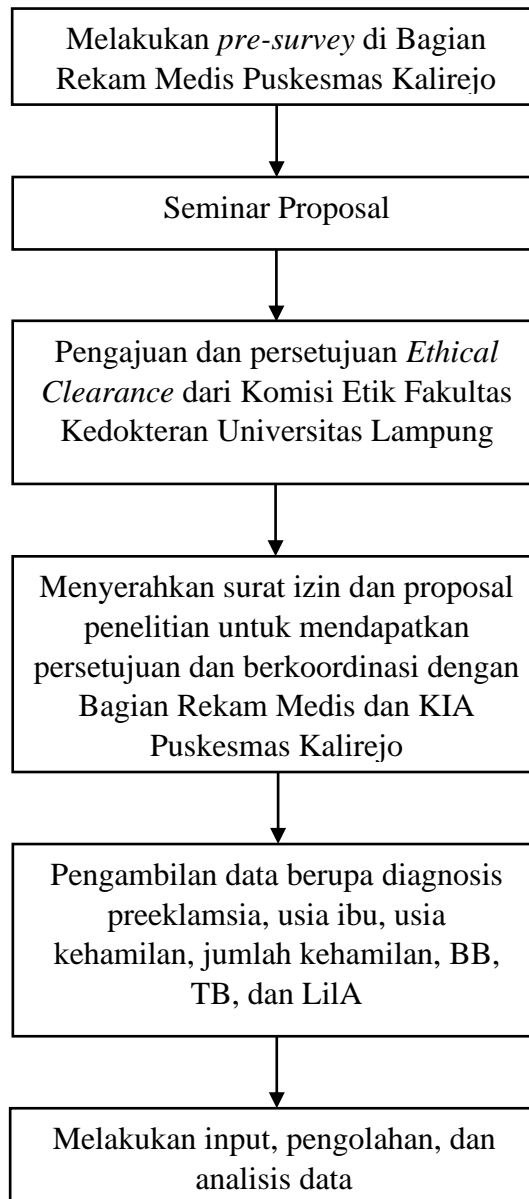 Melakukan pre-survey di Bagian
Rekam Medis Puskesmas Kalirejo
Seminar Proposal
Pengajuan dan persetujuan Ethical
Clearance dari Komisi Etik Fakultas
Kedokteran Universitas Lampung
Menyerahkan surat izin dan proposal
penelitian untuk mendapatkan
persetujuan dan berkoordinasi dengan
Bagian Rekam Medis dan KIA
Puskesmas Kalirejo
Pengambilan data berupa diagnosis
preeklamsia, usia ibu, usia
kehamilan, jumlah kehamilan, BB,
TB, dan LilA
Melakukan input, pengolahan, dan
analisis data